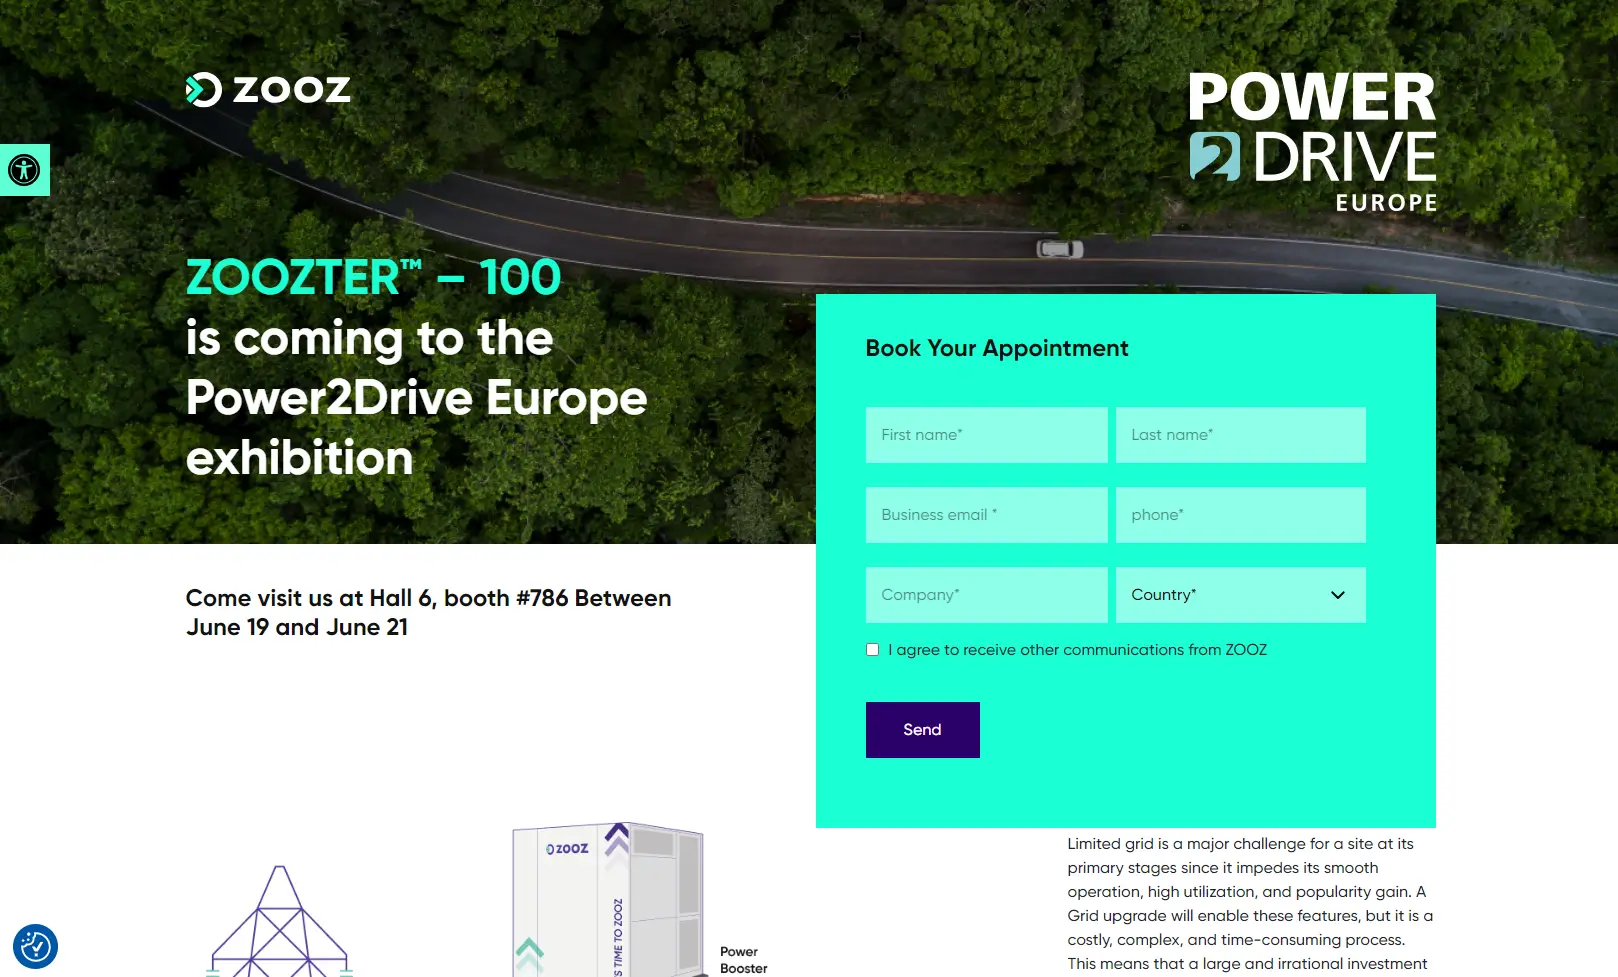 ZOOZ
POWER
2 DRIVE
EUROPE
ZOOZTER™ – 100
is coming to the
Power2Drive Europe
exhibition
Book Your Appointment
First name*
Last name*
Business email *
phone*
Company*
Country*
I agree to receive other communications from ZOOZ
Send
Come visit us at Hall 6, booth #786 Between
June 19 and June 21
ZOOZ
S TIME TO ZOOZ
Power
Booster
Limited grid is a major challenge for a site at its
primary stages since it impedes its smooth
operation, high utilization, and popularity gain. A
Grid upgrade will enable these features, but it is a
costly, complex, and time-consuming process.
This means that a large and irrational investment